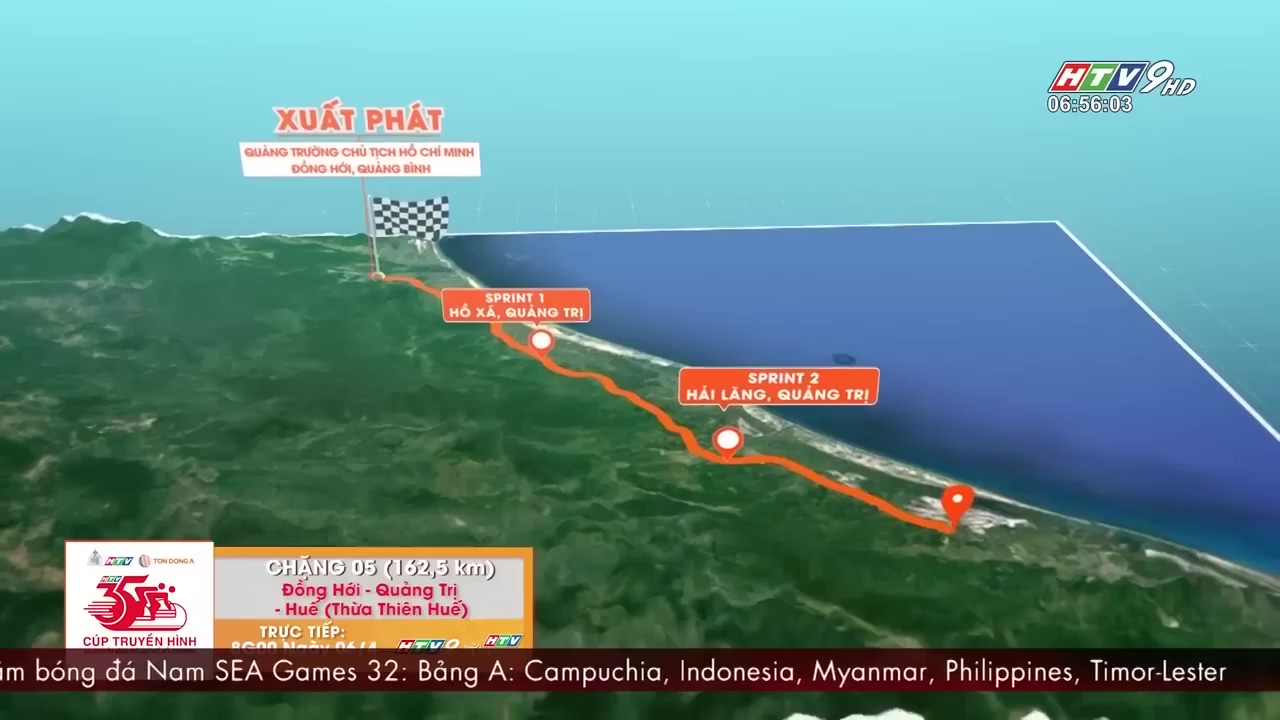 HTV9HD
06:56:03
XUẤT PHÁT
QUẢNG TRƯỜNG CHỦ TỊCH HỒ CHÍ MINH
ĐỒNG HỚI, QUẢNG BÌNH
SPRINT 1
HỒ XÁ, QUẢNG TRỊ
SPRINT 2
HẢI LĂNG, QUẢNG TRỊ
HTV TON DONG A
HTV
35
CÚP TRUYỀN HÌNH
CHẶNG 05 (162,5 km)
Đồng Hới - Quảng Trị
- Huế (Thừa Thiên Huế)
TRỰC TIẾP:
HTV9 HTV
bóng đá Nam SEA Games 32: Bảng A: Campuchia, Indonesia, Myanmar, Philippines, Timor-Lester